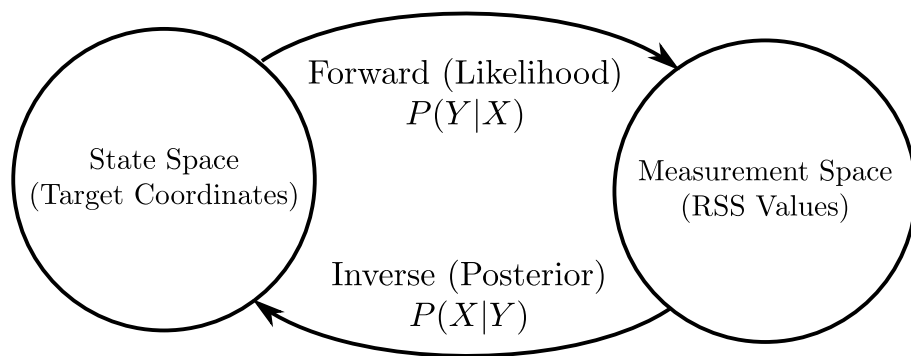 Forward (Likelihood)
P(Y|X)
State Space
(Target Coordinates)
Measurement Space
(RSS Values)
Inverse (Posterior)
P(X|Y)